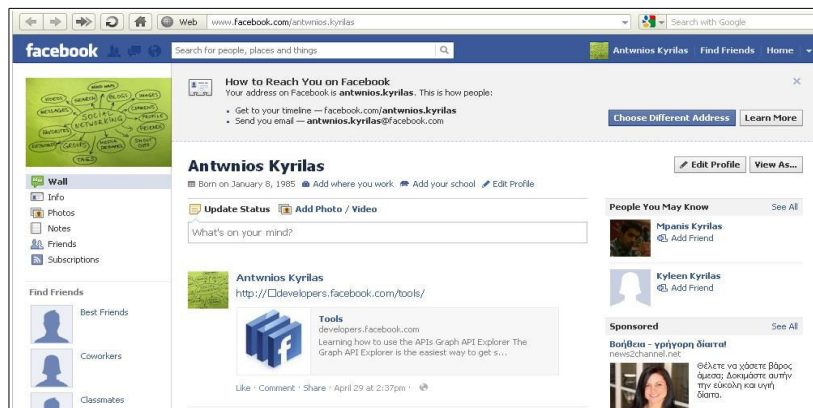 Web www.facebook.com/antwnios.kyrilas Search with Google
facebook Search for people, places and things Antwnios Kyrilas Find Friends Home
How to Reach You on Facebook
Your address on Facebook is antwnios.kyrilas. This is how people:
• Get to your timeline — facebook.com/antwnios.kyrilas
• Send you email — antwnios.kyrilas@facebook.com
Choose Different Address Learn More
SOCIAL NETWORKING
Antwnios Kyrilas
Edit Profile View As...
Born on January 8, 1985 Add where you work Add your school Edit Profile
Wall
Info
Photos
Notes
Friends
Subscriptions
Find Friends
Best Friends
Coworkers
Classmates
Update Status Add Photo / Video
What's on your mind?
Antwnios Kyrilas
http://□developers.facebook.com/tools/
Tools
developers.facebook.com
Learning how to use the APIs Graph API Explorer The
Graph API Explorer is the easiest way to get s...
Like · Comment · Share · April 29 at 2:37pm ·
People You May Know See All
Mpanis Kyrilas
Add Friend
Kyleen Kyrilas
Add Friend
Sponsored See All
Βοήθεια - γρήγορη δίαιτα!
news2channel.net
Θέλετε να χάσετε βάρος
άμεσα; Δοκιμάστε αυτήν
την εύκολη και υγιή
δίαιτα.